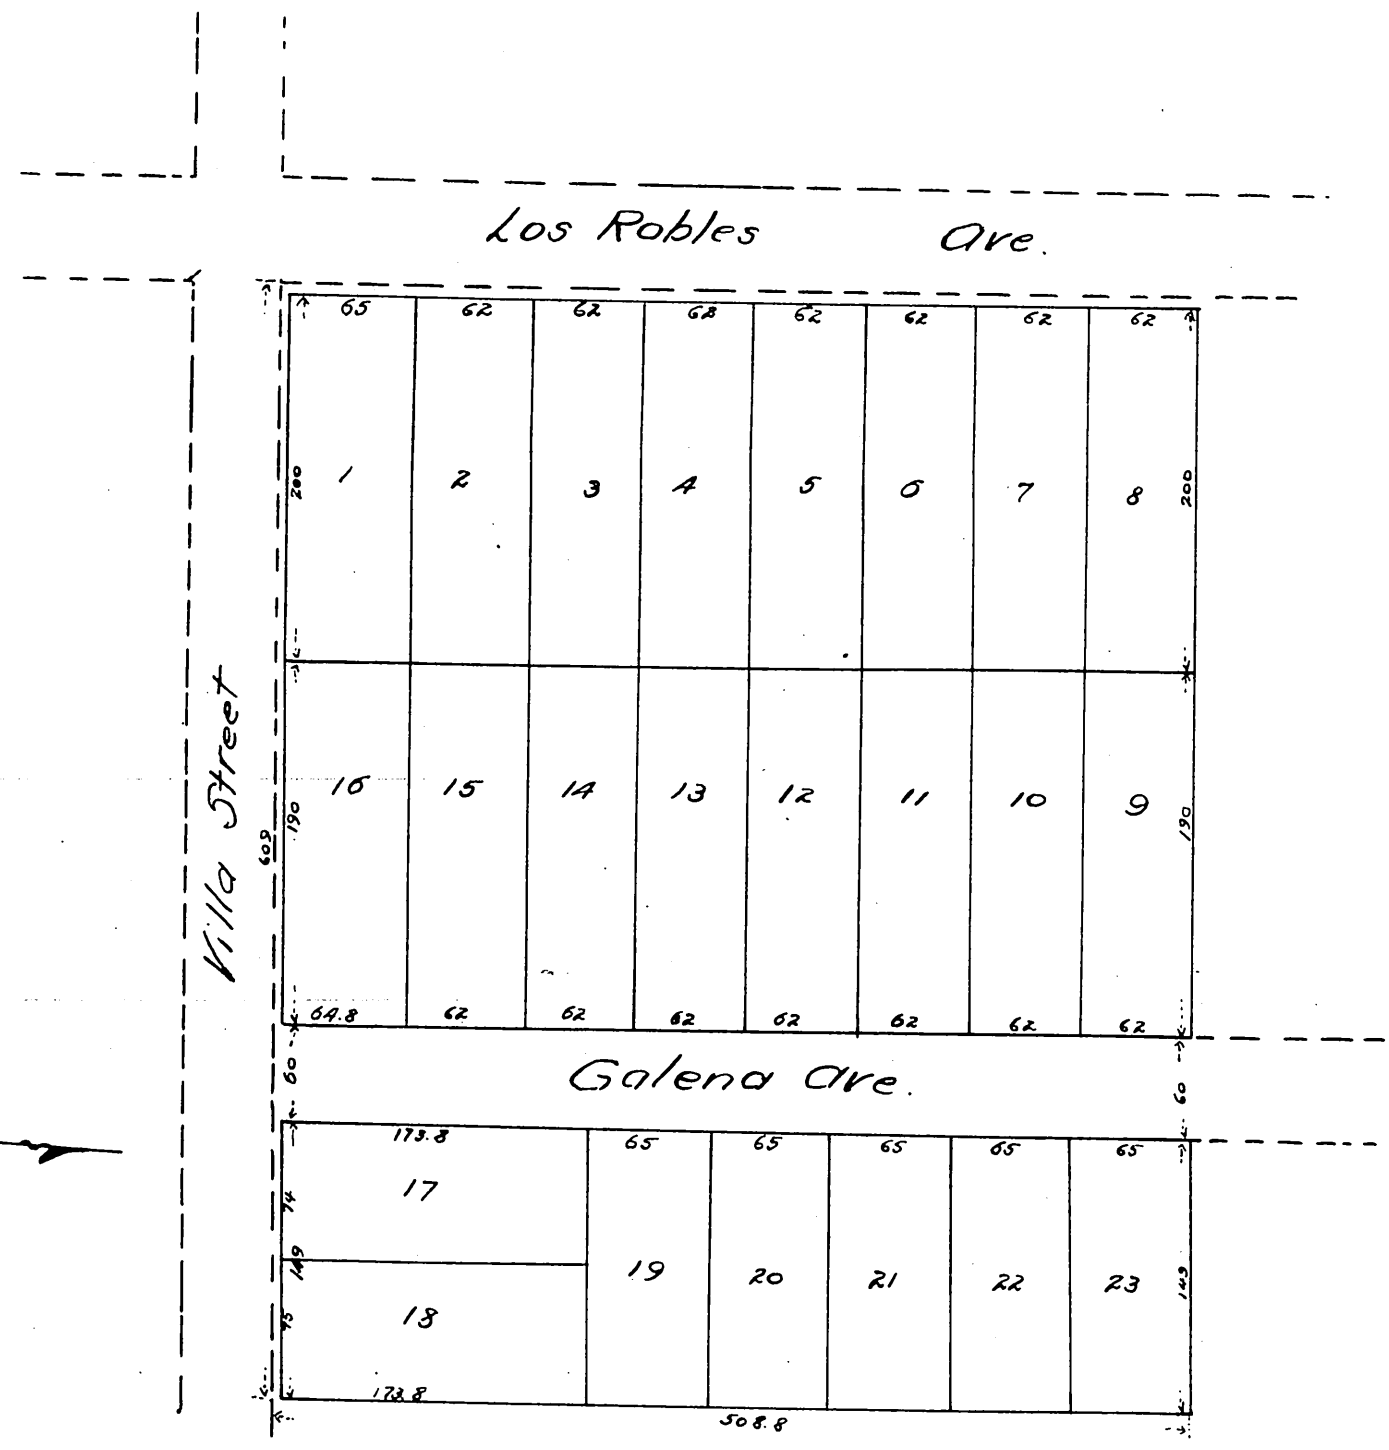 Los Robles Ave.
65 62 62 62 62 62 62 62
200 1 2 3 4 5 6 7 8 200
Villa Street
609
190 16 15 14 13 12 11 10 9 190
64.8 62 62 62 62 62 62 62
60 Galena Ave. 60
173.8 65 65 65 65 65
74 17
149 19 20 21 22 23 149
75 18
173.8
508.8